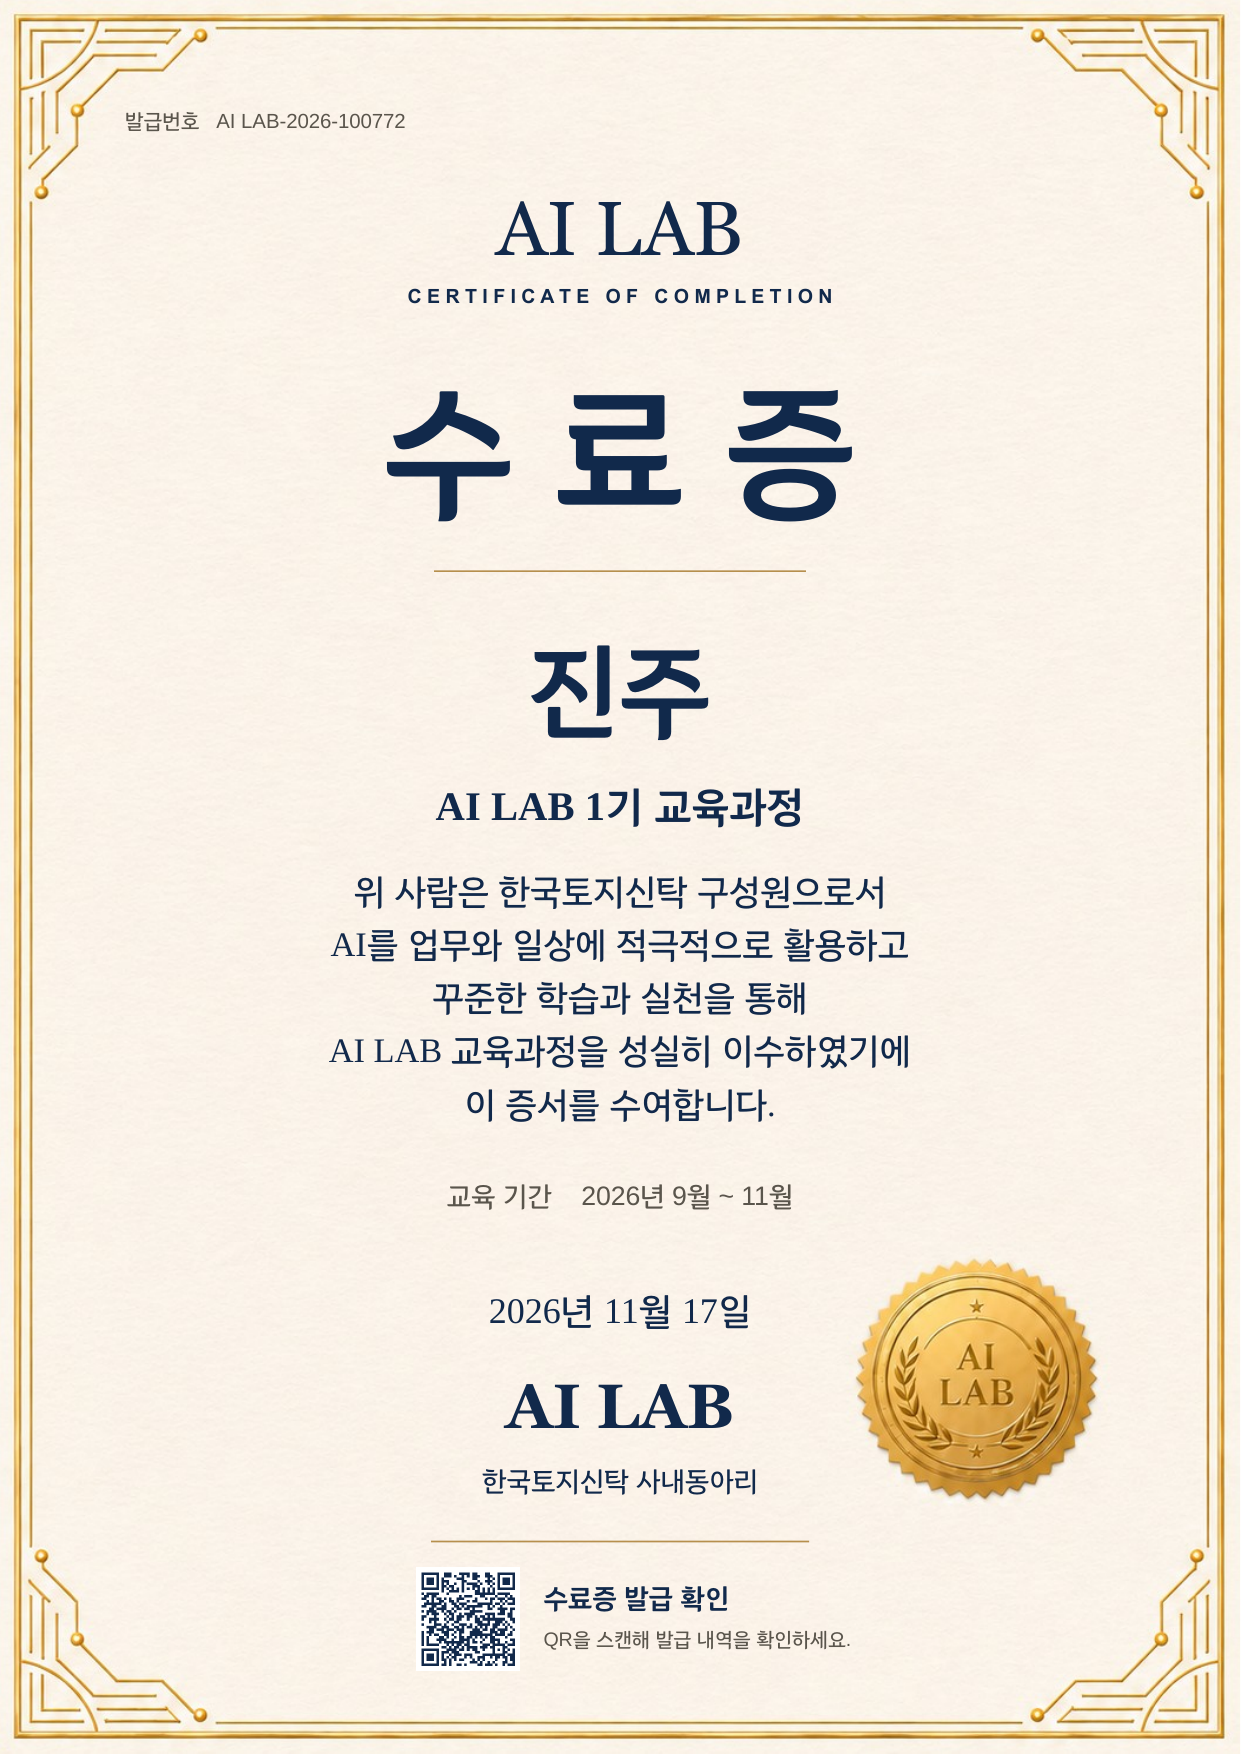 발급번호 AI LAB-2026-100772
AI LAB
CERTIFICATE OF COMPLETION
수료증
진주
AI LAB 1기 교육과정
위 사람은 한국토지신탁 구성원으로서
AI를 업무와 일상에 적극적으로 활용하고
꾸준한 학습과 실천을 통해
AI LAB 교육과정을 성실히 이수하였기에
이 증서를 수여합니다.
교육 기간 2026년 9월 ~ 11월
2026년 11월 17일
AI
LAB
AI LAB
한국토지신탁 사내동아리
수료증 발급 확인
QR을 스캔해 발급 내역을 확인하세요.